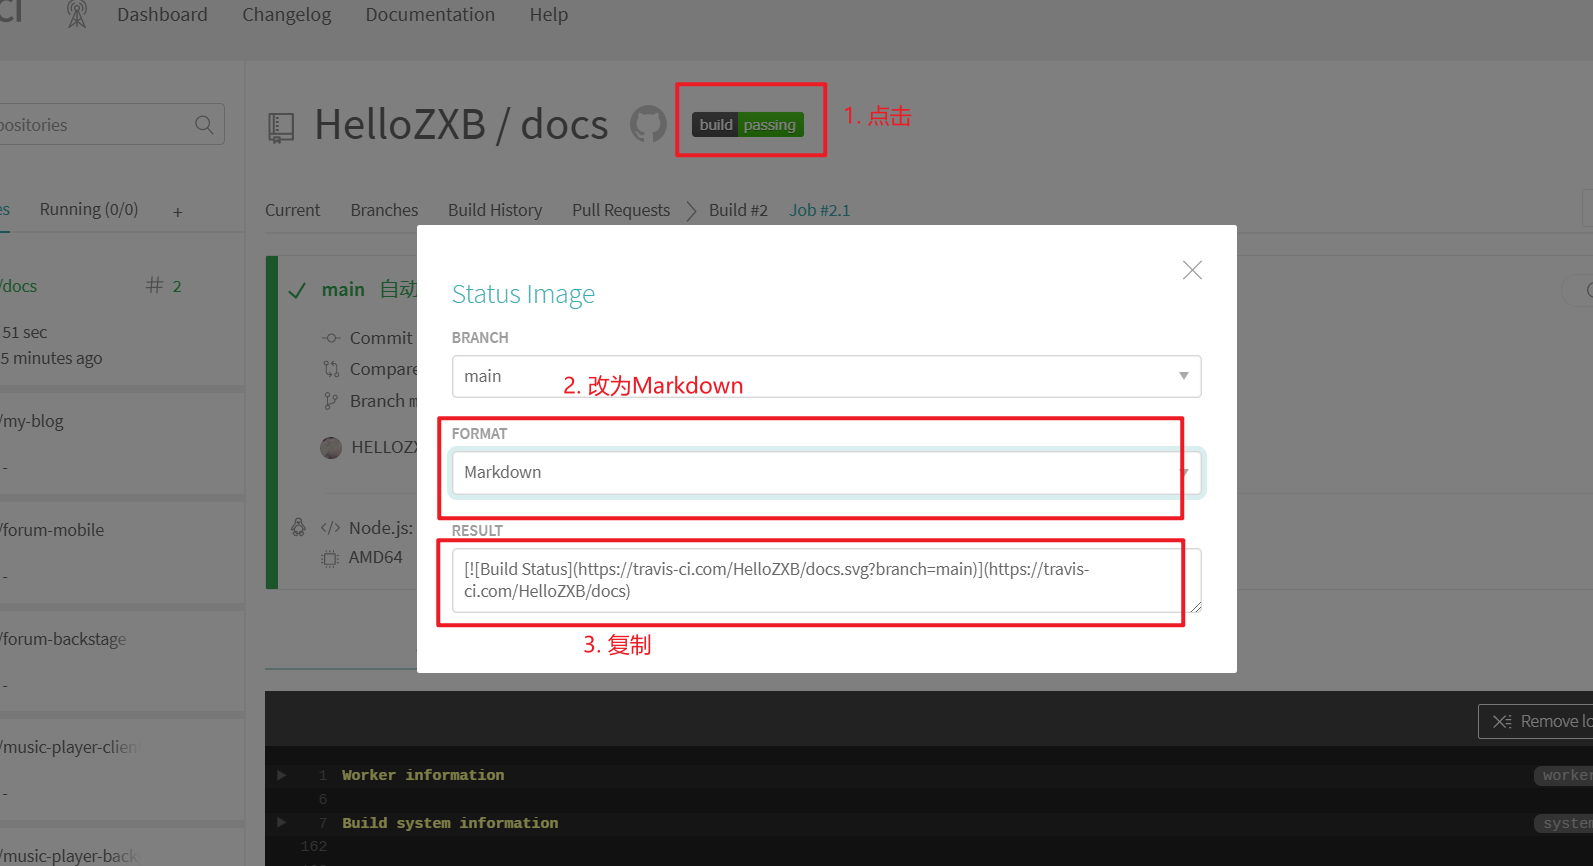 Dashboard Changelog Documentation Help
HelloZXB / docs build passing 1. 点击
Running (0/0) +
Current Branches Build History Pull Requests Build #2 Job #2.1
/docs # 2
51 sec
5 minutes ago
/my-blog
-
/forum-mobile
-
/forum-backstage
-
/music-player-clien
-
/music-player-back
main 自动
Commit
Compare
Branch m
HELLOZX
</> Node.js:
AMD64
Status Image
BRANCH
main
2. 改为Markdown
FORMAT
Markdown
RESULT
[![Build Status](https://travis-ci.com/HelloZXB/docs.svg?branch=main)](https://travis-
ci.com/HelloZXB/docs)
3. 复制
Remove lo
1 Worker information worker
6
7 Build system information system
162